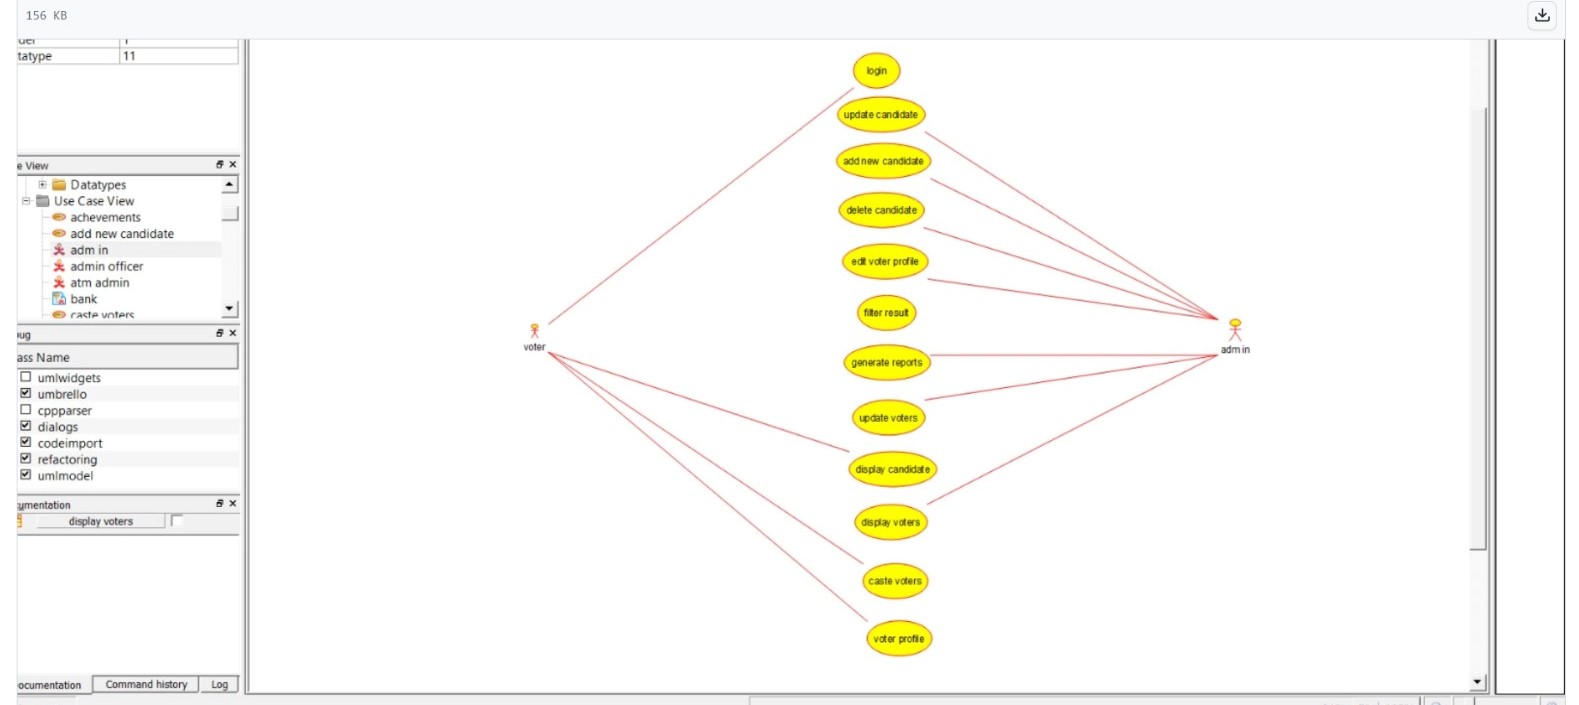 156 KB
tatype 11
e View
Datatypes
Use Case View
achevements
add new candidate
adm in
admin officer
atm admin
bank
caste voters
ug
ass Name
umlwidgets
umbrello
cppparser
dialogs
codeimport
refactoring
umlmodel
umentation
display voters
ocumentation Command history Log
login
update candidate
add new candidate
delete candidate
edit voter profile
filter result
voter
adm in
generate reports
update voters
display candidate
display voters
caste voters
voter profile